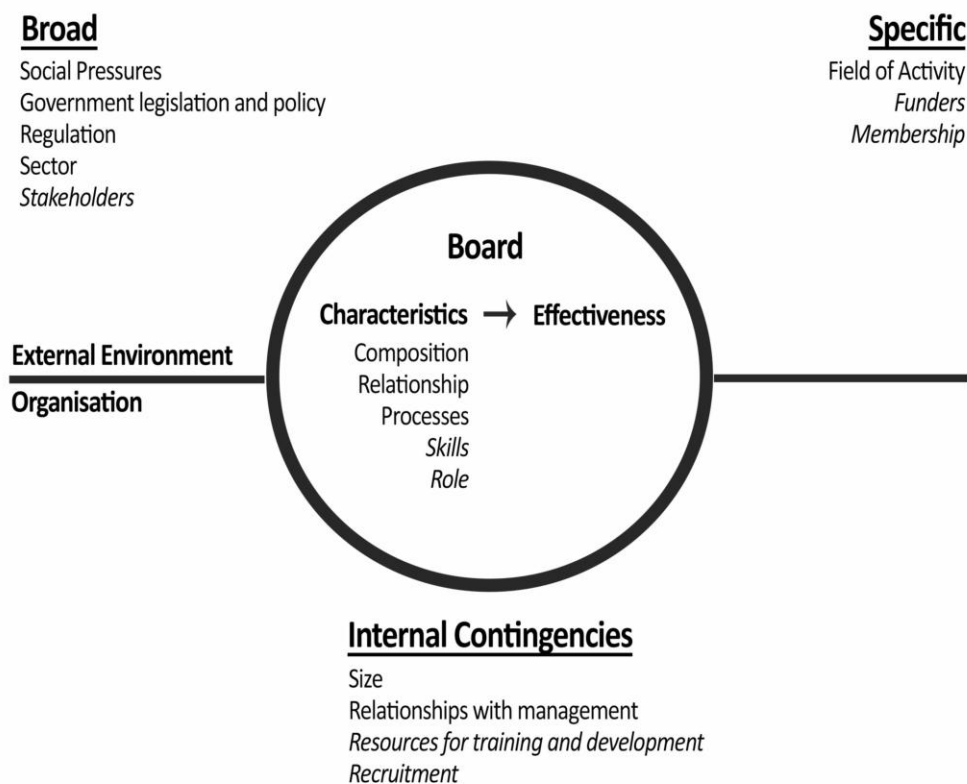 Broad
Social Pressures
Government legislation and policy
Regulation
Sector
Stakeholders
Specific
Field of Activity
Funders
Membership
Board
Characteristics → Effectiveness
Composition
Relationship
Processes
Skills
Role
External Environment
Organisation
Internal Contingencies
Size
Relationships with management
Resources for training and development
Recruitment